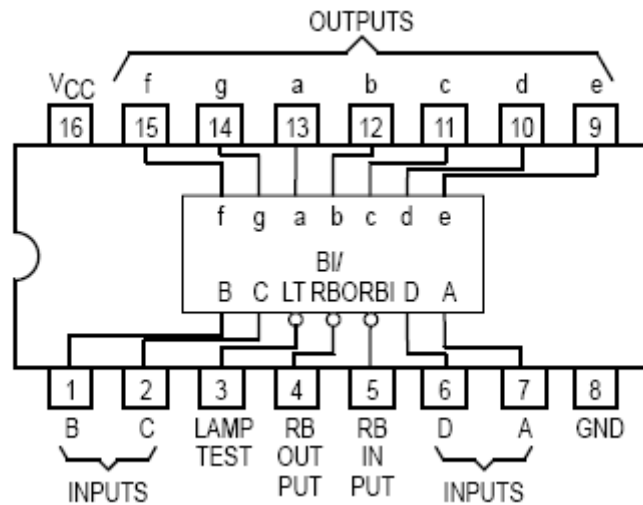 OUTPUTS
VCC f g a b c d e
16 15 14 13 12 11 10 9
f g a b c d e
BI/
B C LT RBO RBI D A
1 2 3 4 5 6 7 8
B C LAMP RB RB D A GND
TEST OUT IN
PUT PUT
INPUTS INPUTS